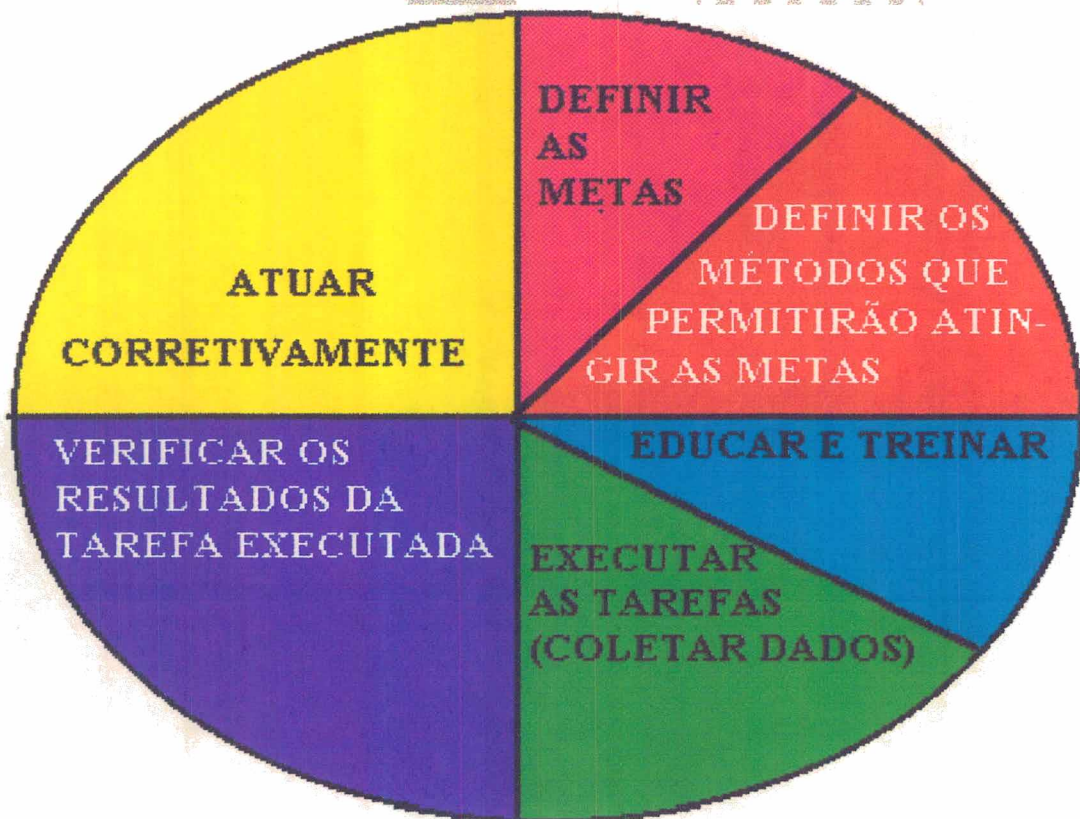 DEFINIR
AS
METAS
DEFINIR OS
MÉTODOS QUE
PERMITIRÃO ATIN-
GIR AS METAS
EDUCAR E TREINAR
EXECUTAR
AS TAREFAS
(COLETAR DADOS)
VERIFICAR OS
RESULTADOS DA
TAREFA EXECUTADA
ATUAR
CORRETIVAMENTE